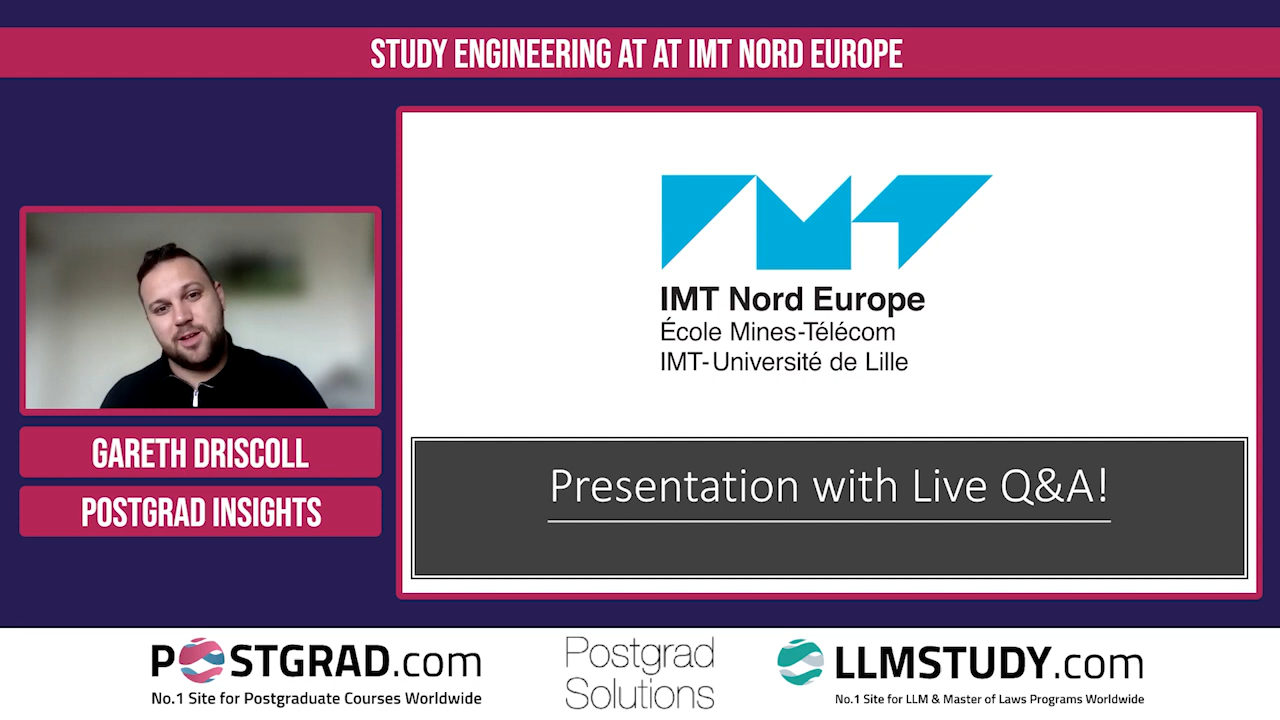 STUDY ENGINEERING AT AT IMT NORD EUROPE
IMT
IMT Nord Europe
École Mines-Télécom
IMT-Université de Lille
GARETH DRISCOLL
POSTGRAD INSIGHTS
Presentation with Live Q&A!
POSTGRAD.com
No.1 Site for Postgraduate Courses Worldwide
Postgrad
Solutions
LLMSTUDY.com
No.1 Site for LLM & Master of Laws Programs Worldwide